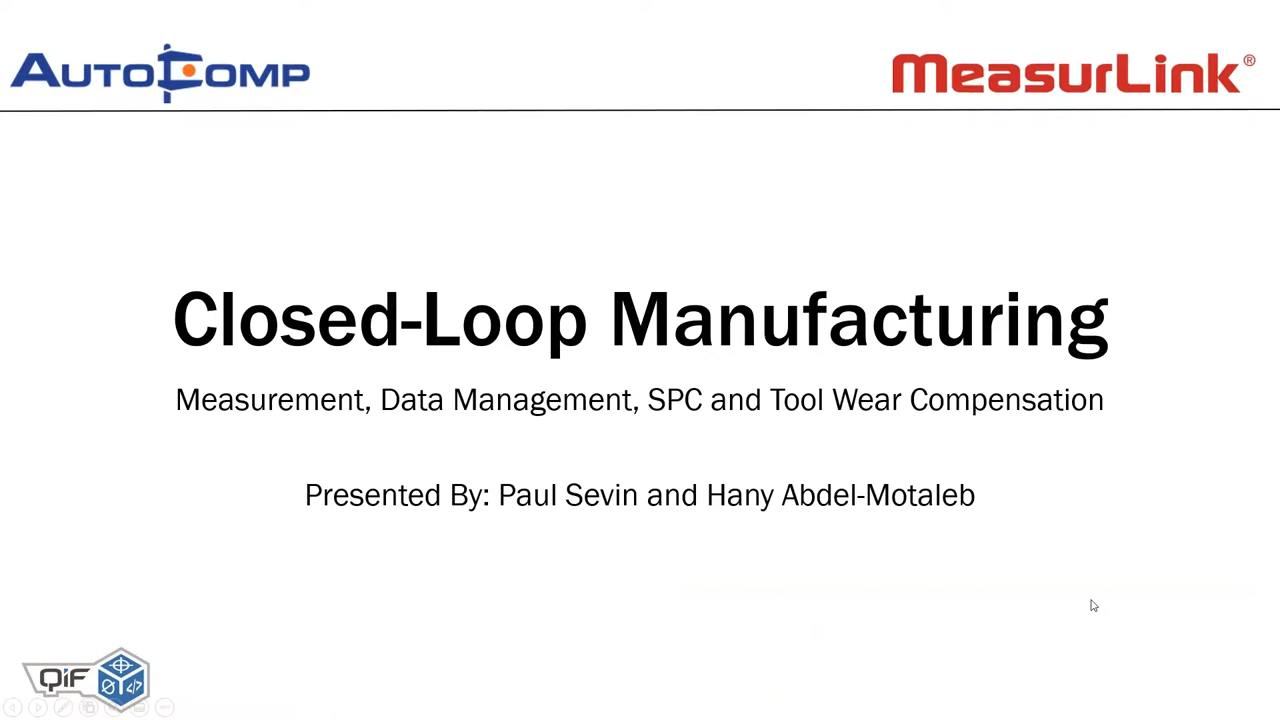 AUTOCOMP
MEASURLINK®
Closed-Loop Manufacturing
Measurement, Data Management, SPC and Tool Wear Compensation
Presented By: Paul Sevin and Hany Abdel-Motaleb
QiF